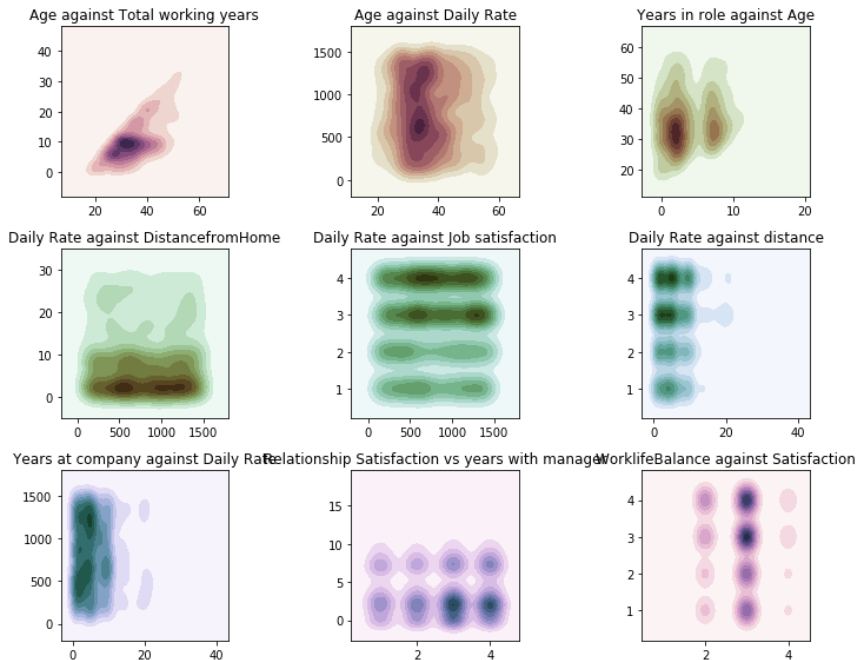 Age against Total working years
Age against Daily Rate
Years in role against Age
40
30
20
10
0
20 40 60
1500
1000
500
0
20 40 60
60
50
40
30
20
0 10 20
Daily Rate against DistancefromHome
Daily Rate against Job satisfaction
Daily Rate against distance
30
20
10
0
0 500 1000 1500
4
3
2
1
0 500 1000 1500
4
3
2
1
0 20 40
Years at company against Daily Rate
Relationship Satisfaction vs years with manager
WorklifeBalance against Satisfaction
1500
1000
500
0
0 20 40
15
10
5
0
2 4
4
3
2
1
2 4